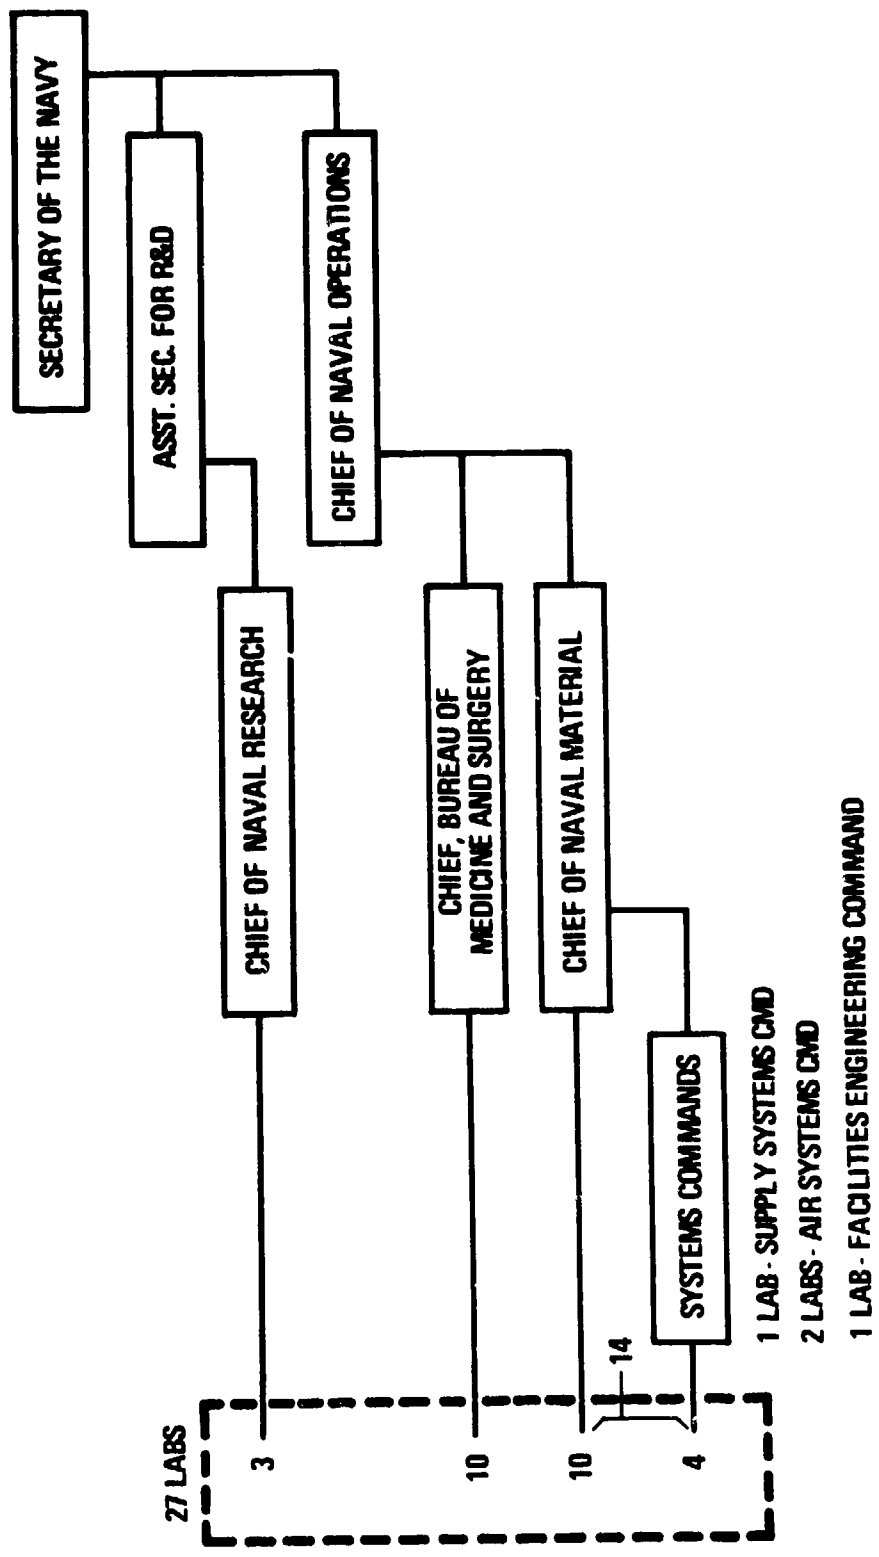 SECRETARY OF THE NAVY
ASST. SEC. FOR R&D
CHIEF OF NAVAL OPERATIONS
CHIEF OF NAVAL RESEARCH
CHIEF, BUREAU OF
MEDICINE AND SURGERY
CHIEF OF NAVAL MATERIAL
SYSTEMS COMMANDS
1 LAB - SUPPLY SYSTEMS CMD
2 LABS - AIR SYSTEMS CMD
1 LAB - FACILITIES ENGINEERING COMMAND
14
27 LABS
3
10
10
4